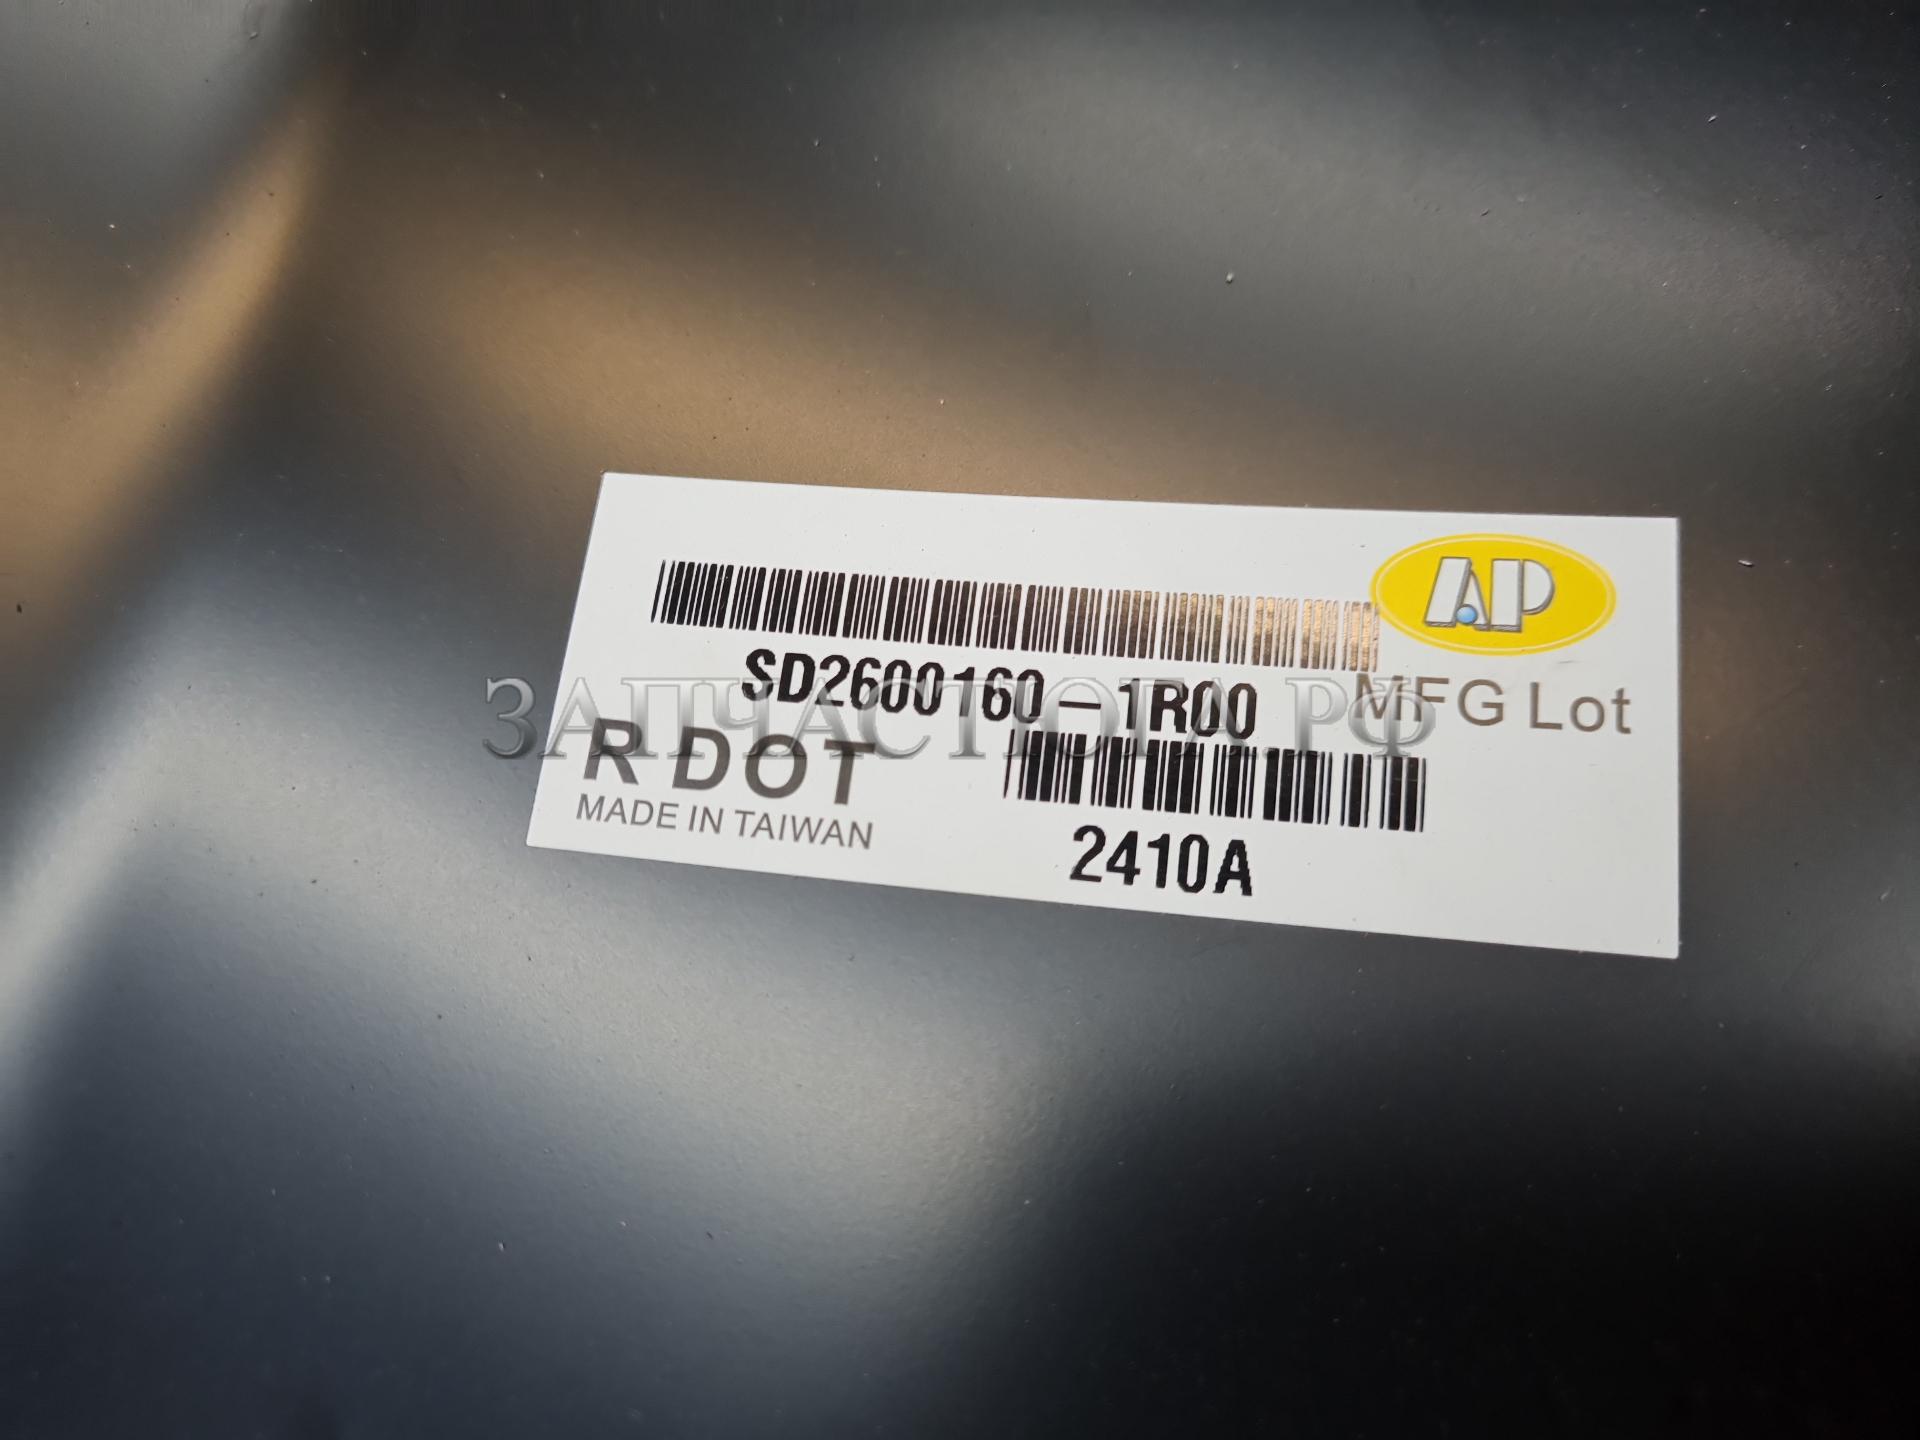 AP
SD2600160-1R00
MFG Lot
ЗАПЧАСТЮГА.РФ
R DOT
MADE IN TAIWAN
2410A